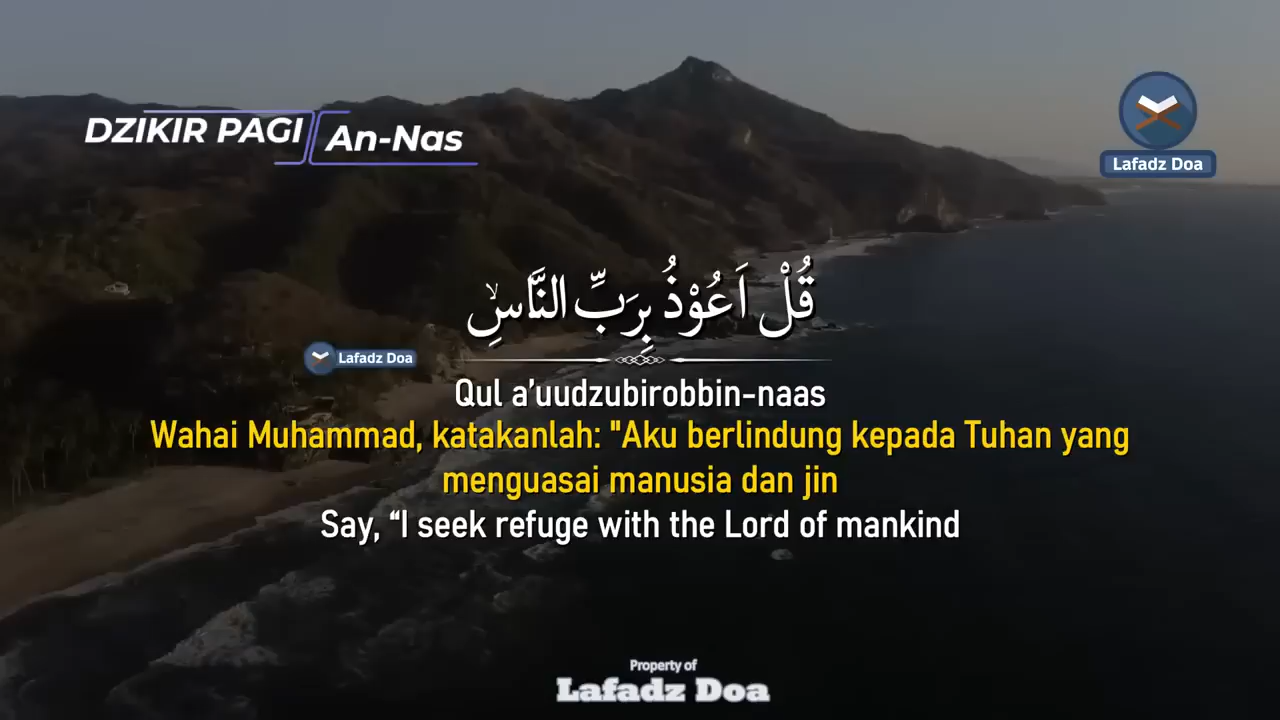 DZIKIR PAGI
An-Nas
Lafadz Doa
قُلْ اَعُوْذُ بِرَبِّ النَّاسِۙ
Lafadz Doa
Qul a’uudzubirobbin-naas
Wahai Muhammad, katakanlah: "Aku berlindung kepada Tuhan yang
menguasai manusia dan jin
Say, “I seek refuge with the Lord of mankind
Property of
Lafadz Doa